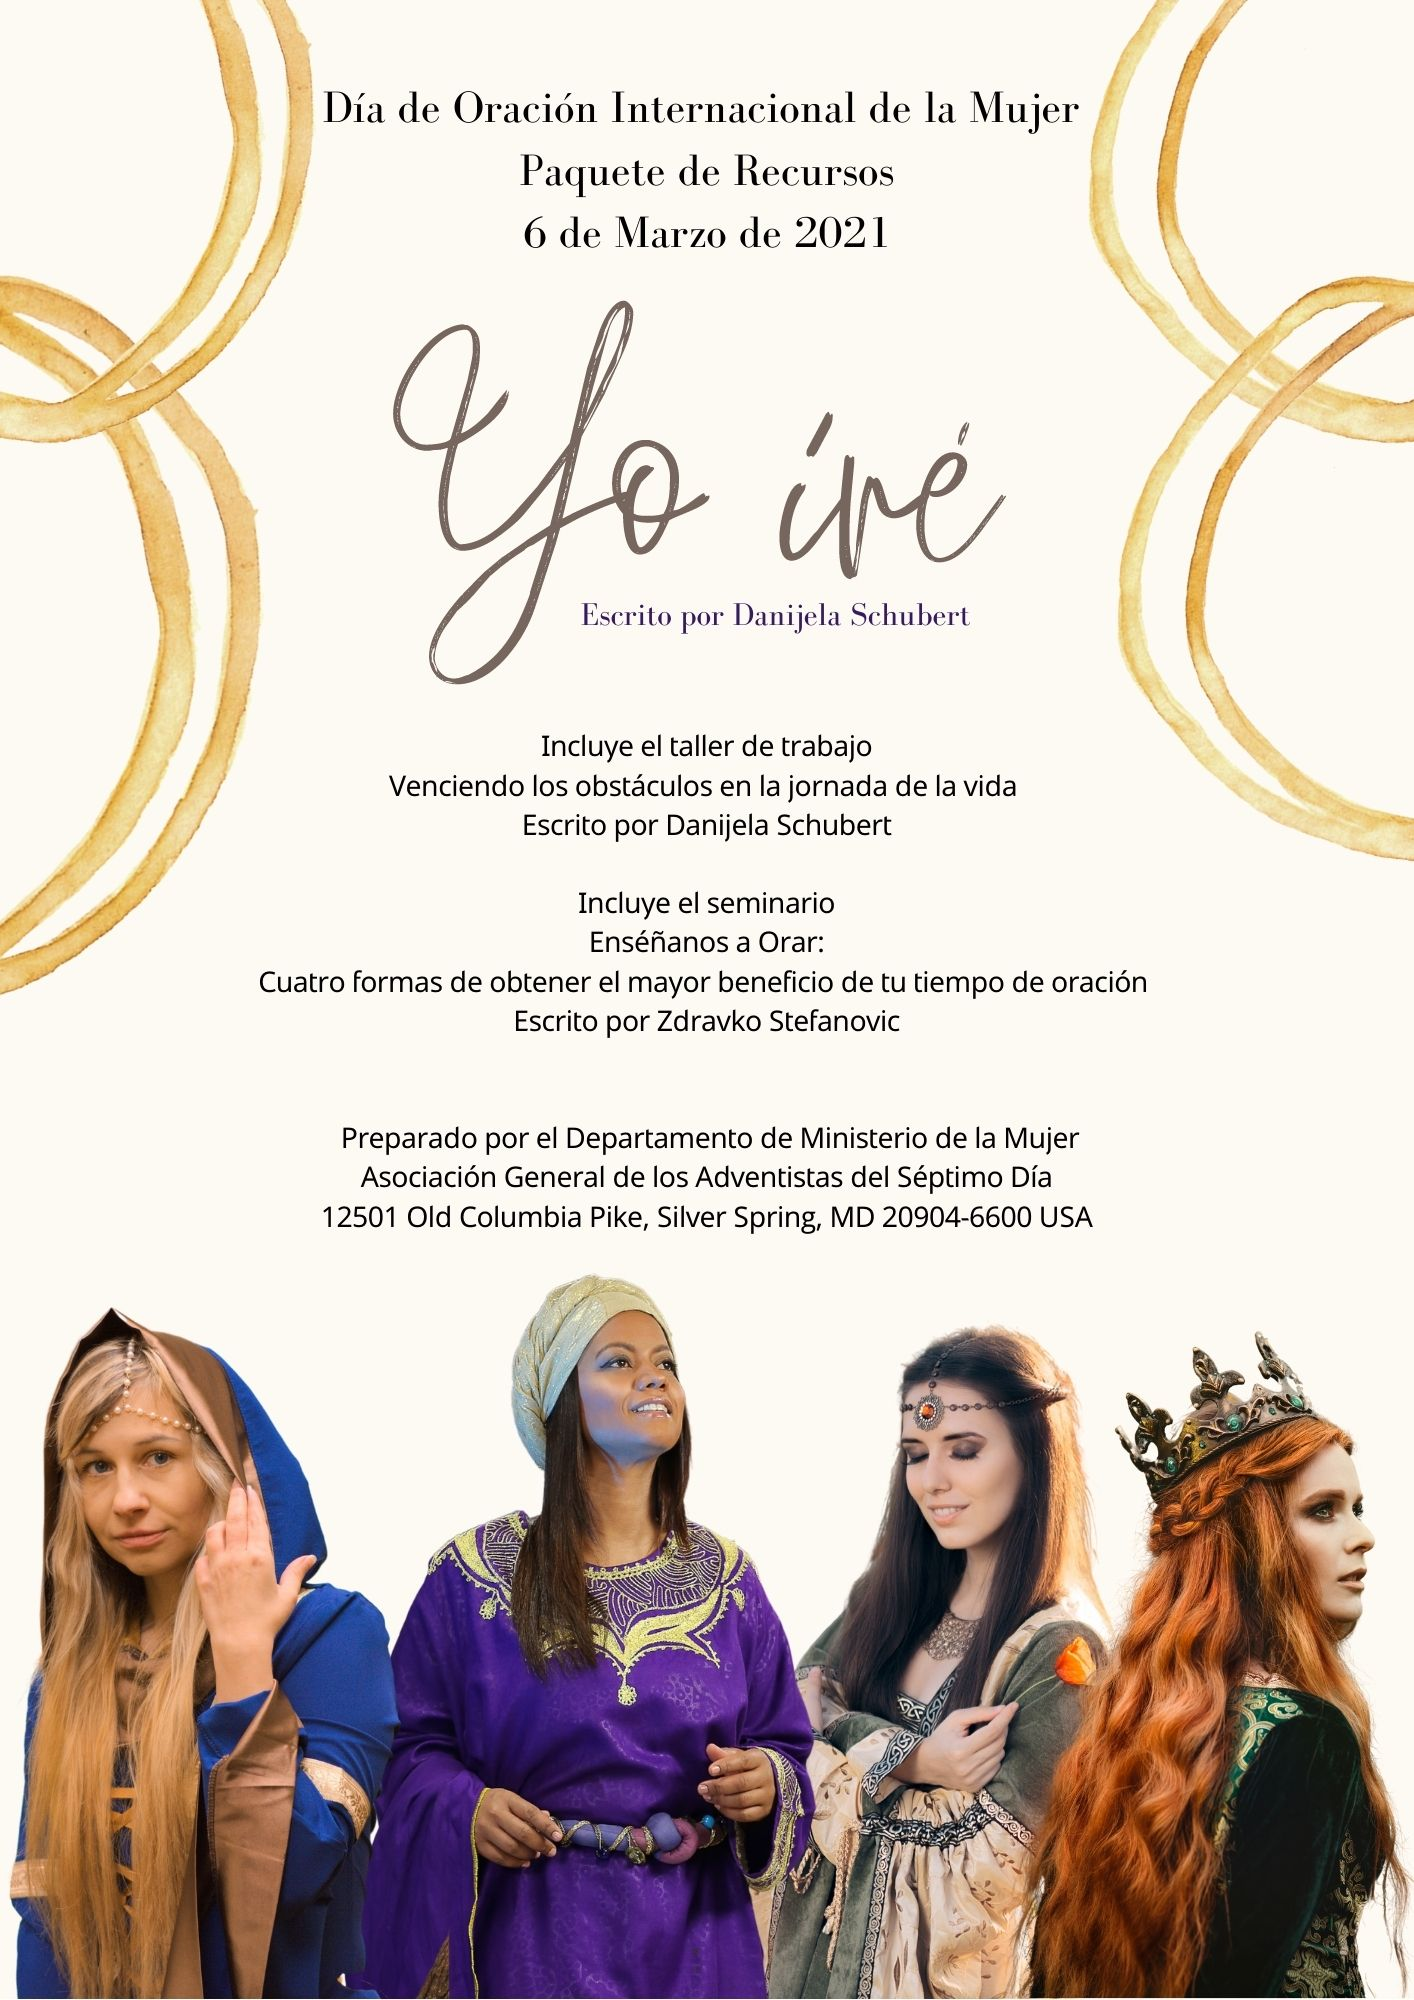 Día de Oración Internacional de la Mujer
Paquete de Recursos
6 de Marzo de 2021
Yo iré
Escrito por Danijela Schubert
Incluye el taller de trabajo
Venciendo los obstáculos en la jornada de la vida
Escrito por Danijela Schubert
Incluye el seminario
Enséñanos a Orar:
Cuatro formas de obtener el mayor beneficio de tu tiempo de oración
Escrito por Zdravko Stefanovic
Preparado por el Departamento de Ministerio de la Mujer
Asociación General de los Adventistas del Séptimo Día
12501 Old Columbia Pike, Silver Spring, MD 20904-6600 USA